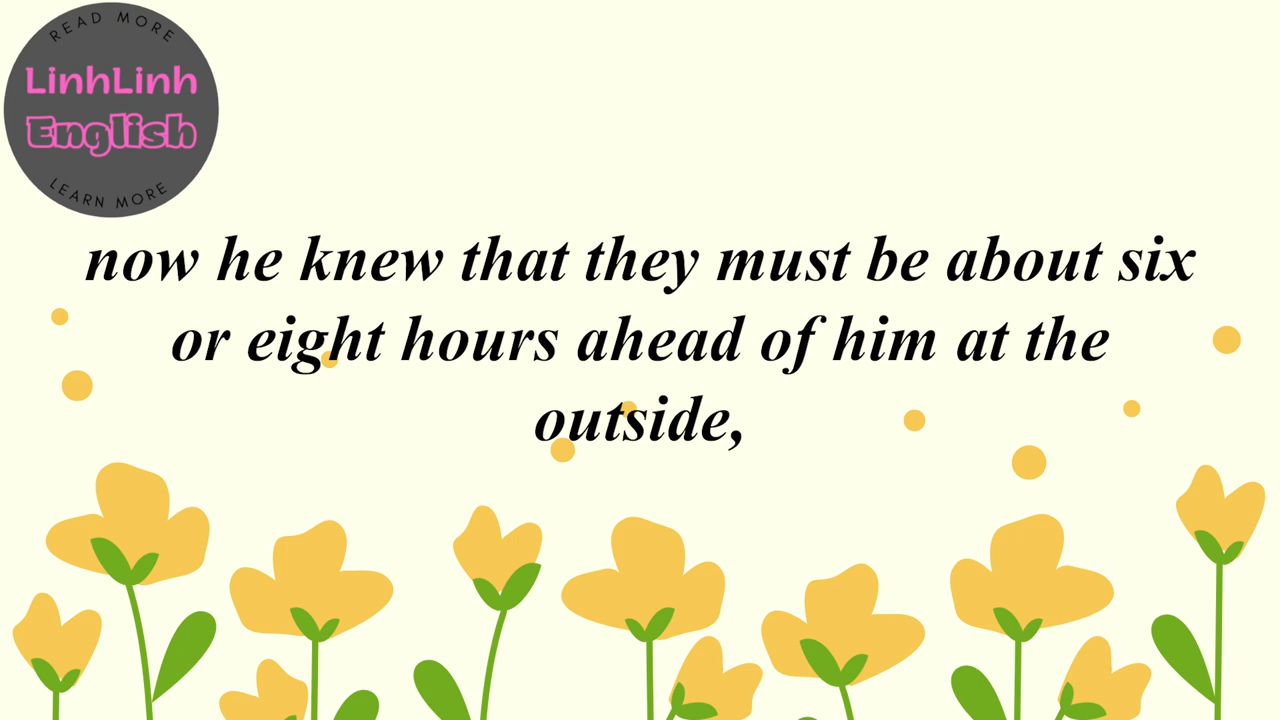 READ MORE
LinhLinh
English
LEARN MORE
now he knew that they must be about six
or eight hours ahead of him at the
outside,